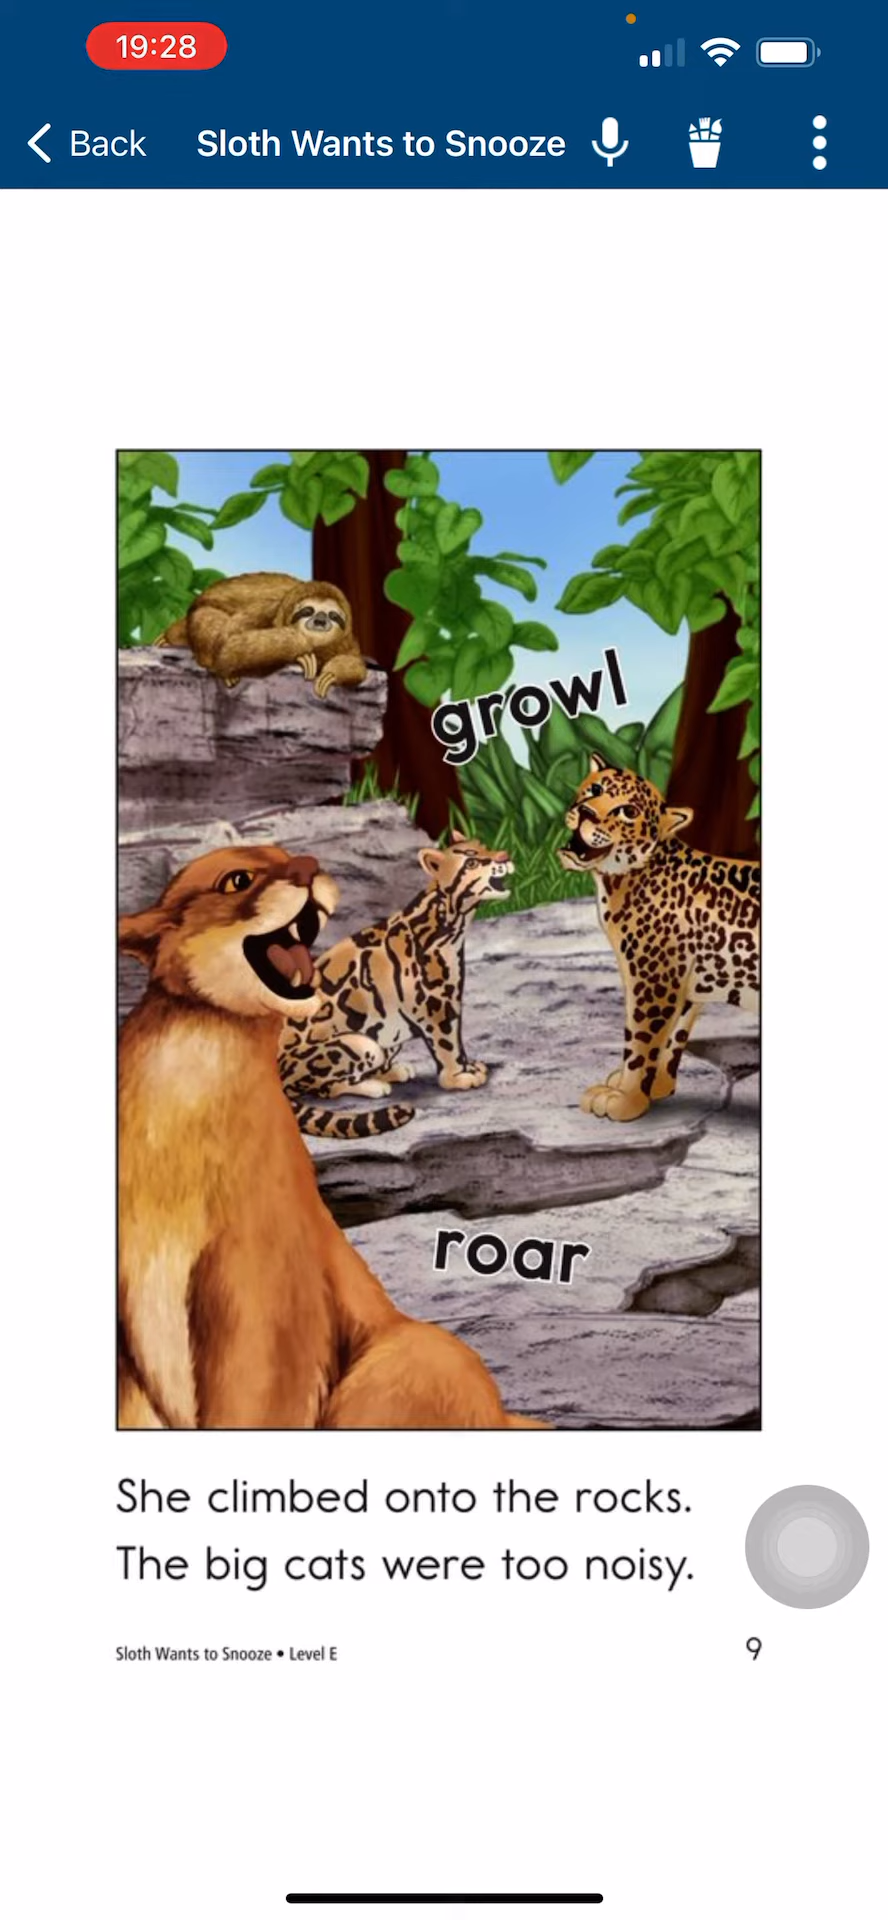 19:28
Back Sloth Wants to Snooze
growl
roar
She climbed onto the rocks.
The big cats were too noisy.
Sloth Wants to Snooze • Level E 9